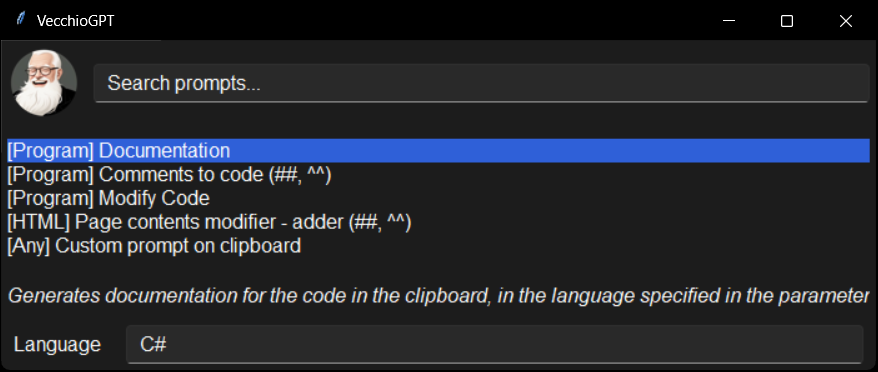 VecchioGPT
Search prompts...
[Program] Documentation
[Program] Comments to code (##, ^^)
[Program] Modify Code
[HTML] Page contents modifier - adder (##, ^^)
[Any] Custom prompt on clipboard
Generates documentation for the code in the clipboard, in the language specified in the parameter
Language
C#